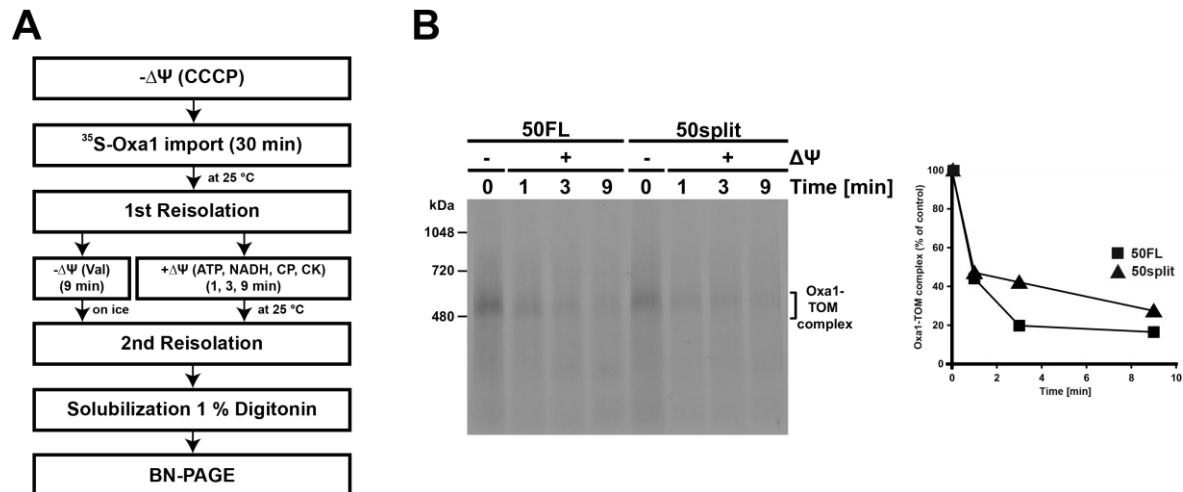 A
-ΔΨ (CCCP)
³⁵S-Oxa1 import (30 min)
at 25 °C
1st Reisolation
-ΔΨ (Val)
(9 min)
+ΔΨ (ATP, NADH, CP, CK)
(1, 3, 9 min)
on ice
at 25 °C
2nd Reisolation
Solubilization 1 % Digitonin
BN-PAGE
B
50FL 50split
- + - + ΔΨ
0 1 3 9 0 1 3 9 Time [min]
kDa
1048
720
480
Oxa1-
TOM
complex
Oxa1-TOM complex (% of control)
100
80
60
40
20
0
0 2 4 6 8 10
Time [min]
50FL
50split